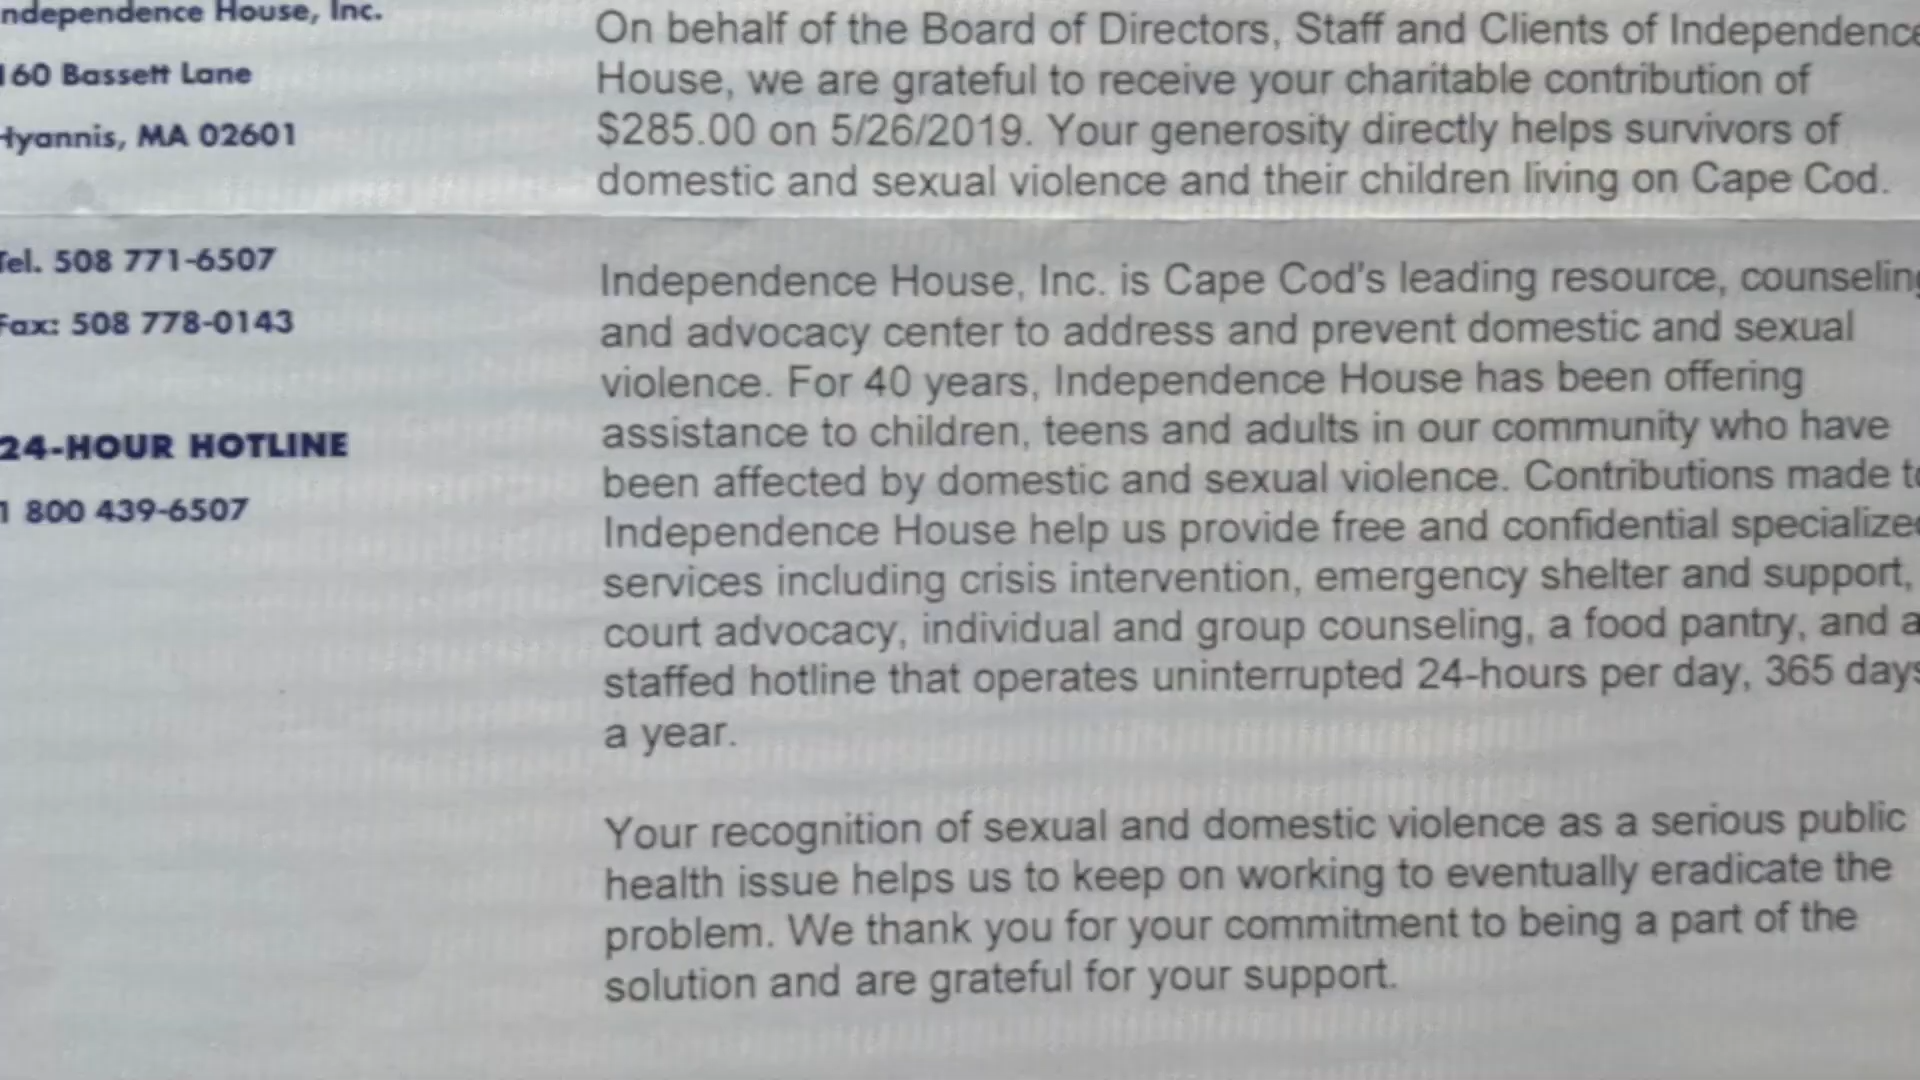 ndependence House, Inc.
160 Bassett Lane
Hyannis, MA 02601
Tel. 508 771-6507
Fax: 508 778-0143
24-HOUR HOTLINE
1 800 439-6507
On behalf of the Board of Directors, Staff and Clients of Independence
House, we are grateful to receive your charitable contribution of
$285.00 on 5/26/2019. Your generosity directly helps survivors of
domestic and sexual violence and their children living on Cape Cod.
Independence House, Inc. is Cape Cod's leading resource, counseling
and advocacy center to address and prevent domestic and sexual
violence. For 40 years, Independence House has been offering
assistance to children, teens and adults in our community who have
been affected by domestic and sexual violence. Contributions made to
Independence House help us provide free and confidential specialized
services including crisis intervention, emergency shelter and support,
court advocacy, individual and group counseling, a food pantry, and a
staffed hotline that operates uninterrupted 24-hours per day, 365 days
a year.
Your recognition of sexual and domestic violence as a serious public
health issue helps us to keep on working to eventually eradicate the
problem. We thank you for your commitment to being a part of the
solution and are grateful for your support.